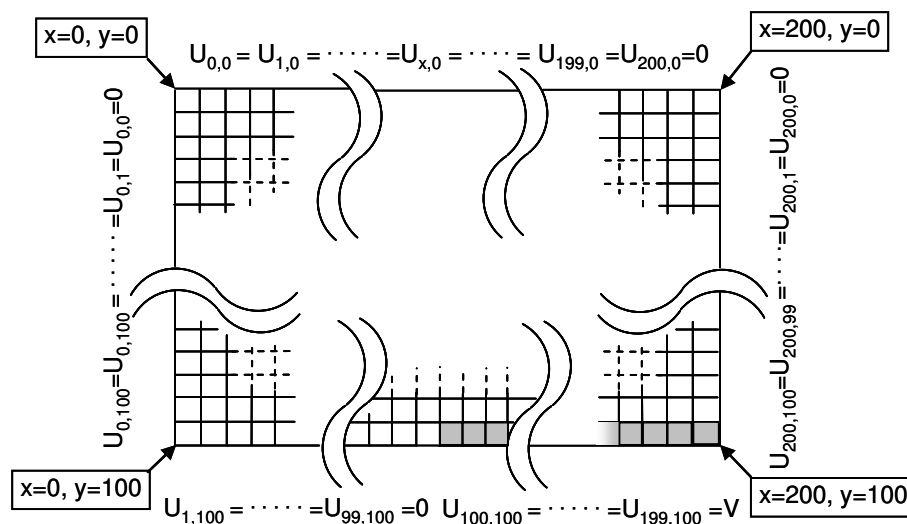 x=0, y=0
x=200, y=0
U0,0 = U1,0 = ······=Ux,0 = ·····= U199,0 =U200,0=0
U0,100=U0,100=······=U0,1=U0,0=0
U200,100=U200,99=······=U200,1=U200,0=0
x=0, y=100
x=200, y=100
U1,100 = ······=U99,100 =0 U100,100= ······=U199,100 =V